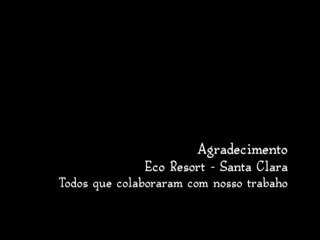 Agradecimento
Eco Resort - Santa Clara
Todos que colaboraram com nosso trabaho